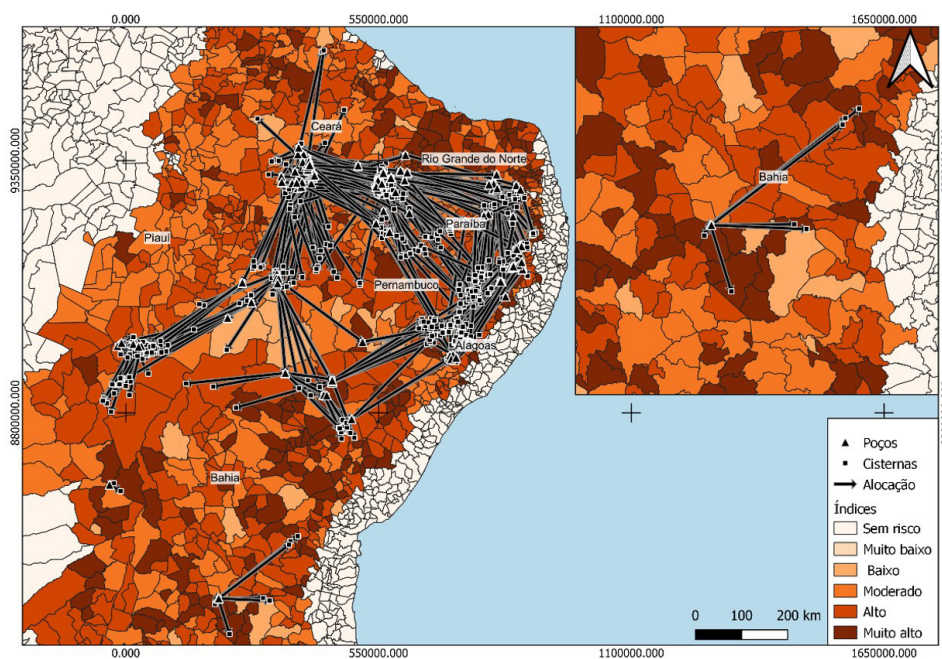 0.000
550000.000
1100000.000
1650000.000
9350000.000
8800000.000
Ceará
Rio Grande do Norte
Paraíba
Piauí
Pernambuco
Alagoas
Bahia
Bahia
Poços
Cisternas
Alocação
Índices
Sem risco
Muito baixo
Baixo
Moderado
Alto
Muito alto
0 100 200 km
0.000
550000.000
1100000.000
1650000.000